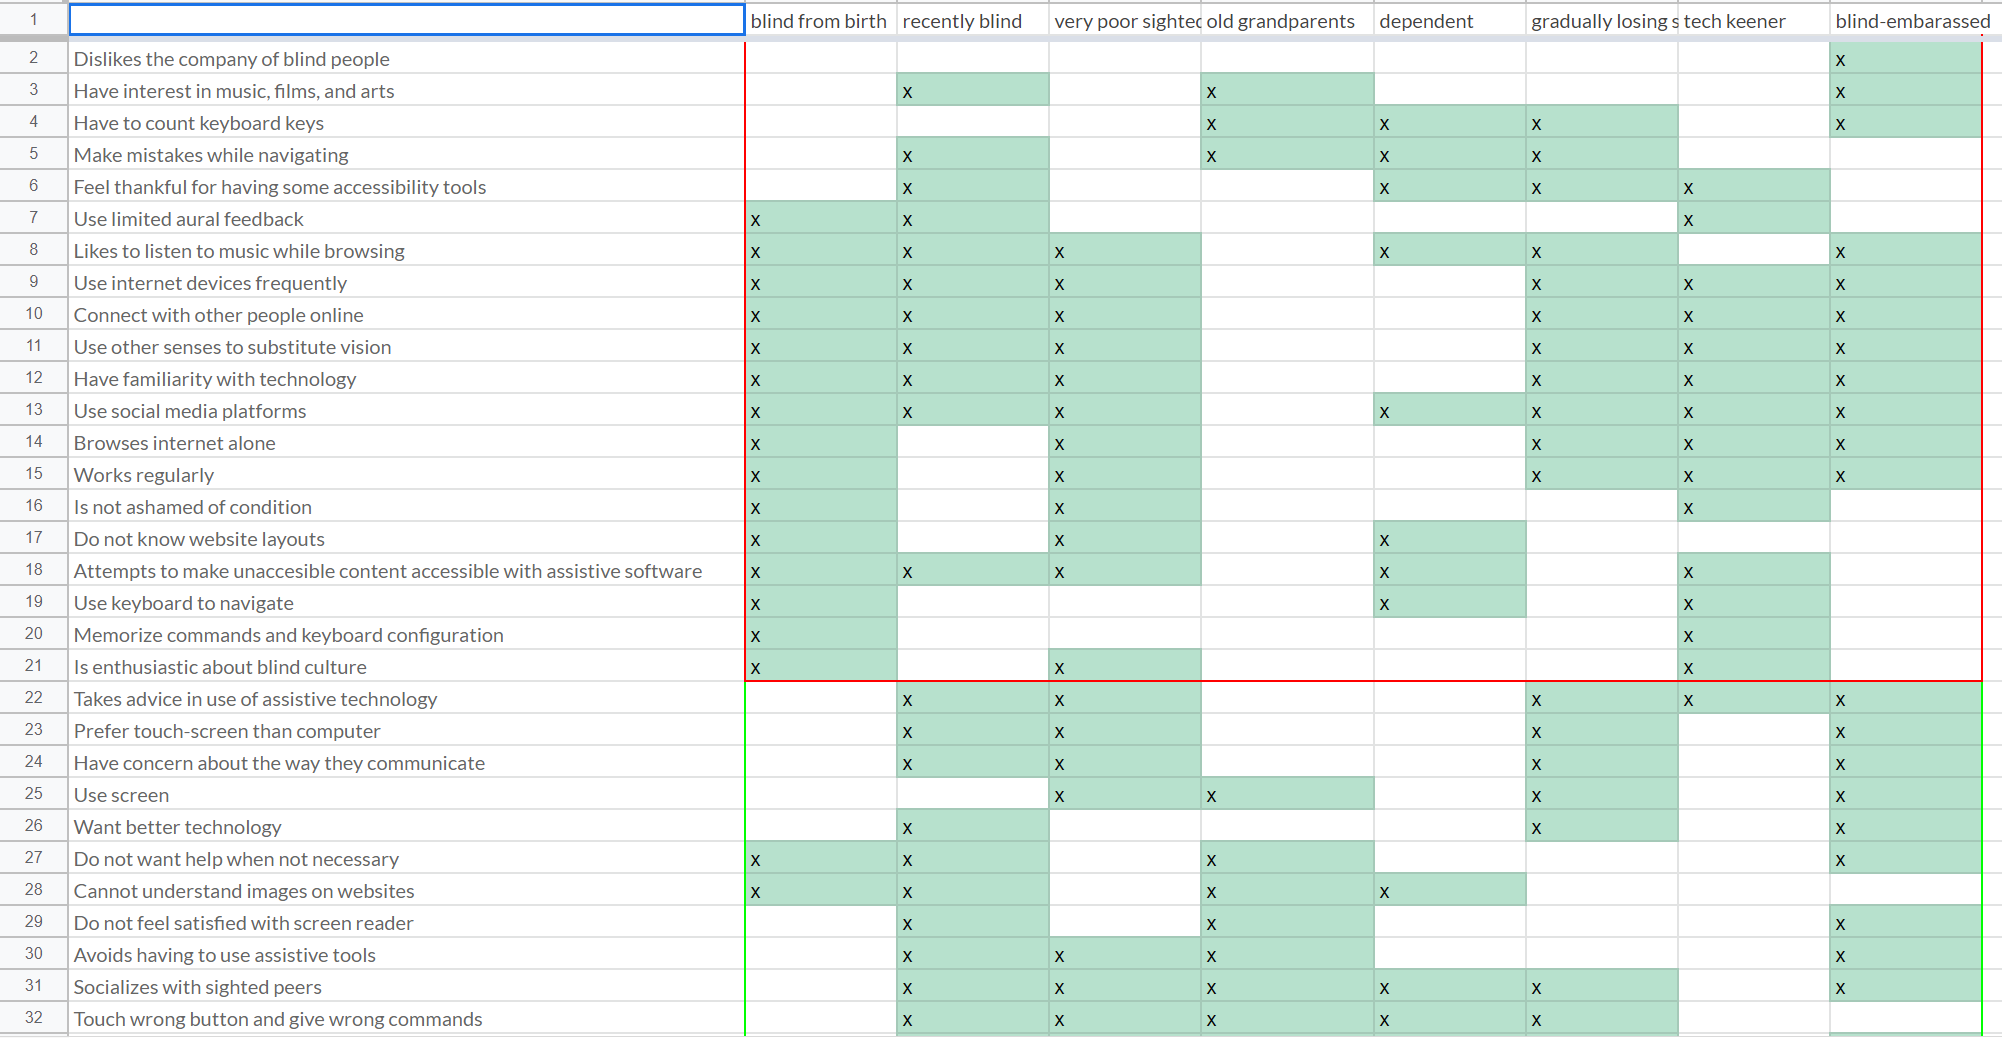 1 blind from birth recently blind very poor sighted old grandparents dependent gradually losing s tech keener blind-embarassed
2 Dislikes the company of blind people x
3 Have interest in music, films, and arts x x x
4 Have to count keyboard keys x x x x
5 Make mistakes while navigating x x x x
6 Feel thankful for having some accessibility tools x x x x
7 Use limited aural feedback x x x
8 Likes to listen to music while browsing x x x x x x
9 Use internet devices frequently x x x x x x
10 Connect with other people online x x x x x x
11 Use other senses to substitute vision x x x x x x
12 Have familiarity with technology x x x x x x
13 Use social media platforms x x x x x x x
14 Browses internet alone x x x x x
15 Works regularly x x x x x
16 Is not ashamed of condition x x x
17 Do not know website layouts x x x
18 Attempts to make unaccesible content accessible with assistive software x x x x x
19 Use keyboard to navigate x x x
20 Memorize commands and keyboard configuration x x
21 Is enthusiastic about blind culture x x x
22 Takes advice in use of assistive technology x x x x x
23 Prefer touch-screen than computer x x x x
24 Have concern about the way they communicate x x x x
25 Use screen x x x x
26 Want better technology x x x
27 Do not want help when not necessary x x x x
28 Cannot understand images on websites x x x x
29 Do not feel satisfied with screen reader x x x
30 Avoids having to use assistive tools x x x x
31 Socializes with sighted peers x x x x x x
32 Touch wrong button and give wrong commands x x x x x